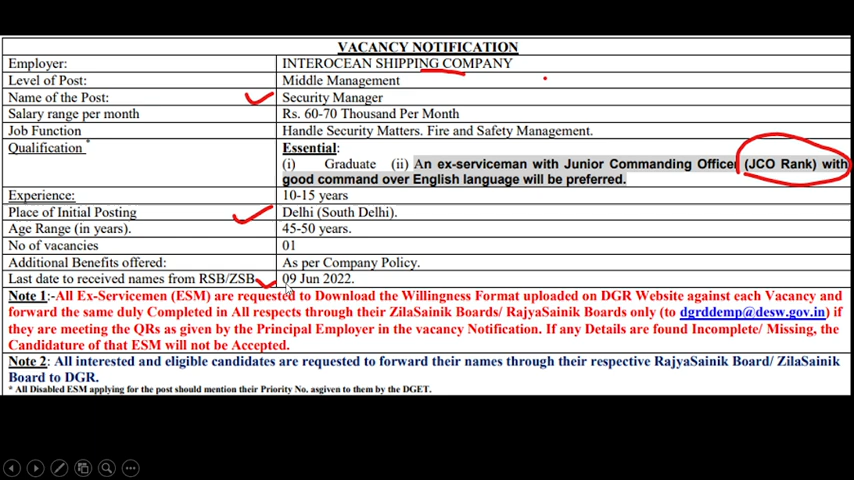 VACANCY NOTIFICATION
Employer: INTEROCEAN SHIPPING COMPANY
Level of Post: Middle Management
Name of the Post: Security Manager
Salary range per month Rs. 60-70 Thousand Per Month
Job Function Handle Security Matters. Fire and Safety Management.
Qualification * Essential:
(i) Graduate (ii) An ex-serviceman with Junior Commanding Officer (JCO Rank) with
good command over English language will be preferred.
Experience: 10-15 years
Place of Initial Posting Delhi (South Delhi).
Age Range (in years). 45-50 years.
No of vacancies 01
Additional Benefits offered: As per Company Policy.
Last date to received names from RSB/ZSB 09 Jun 2022.
Note 1:-All Ex-Servicemen (ESM) are requested to Download the Willingness Format uploaded on DGR Website against each Vacancy and
forward the same duly Completed in All respects through their ZilaSainik Boards/ RajyaSainik Boards only (to dgrddemp@desw.gov.in) if
they are meeting the QRs as given by the Principal Employer in the vacancy Notification. If any Details are found Incomplete/ Missing, the
Candidature of that ESM will not be Accepted.
Note 2: All interested and eligible candidates are requested to forward their names through their respective RajyaSainik Board/ ZilaSainik
Board to DGR.
* All Disabled ESM applying for the post should mention their Priority No. asgiven to them by the DGET.